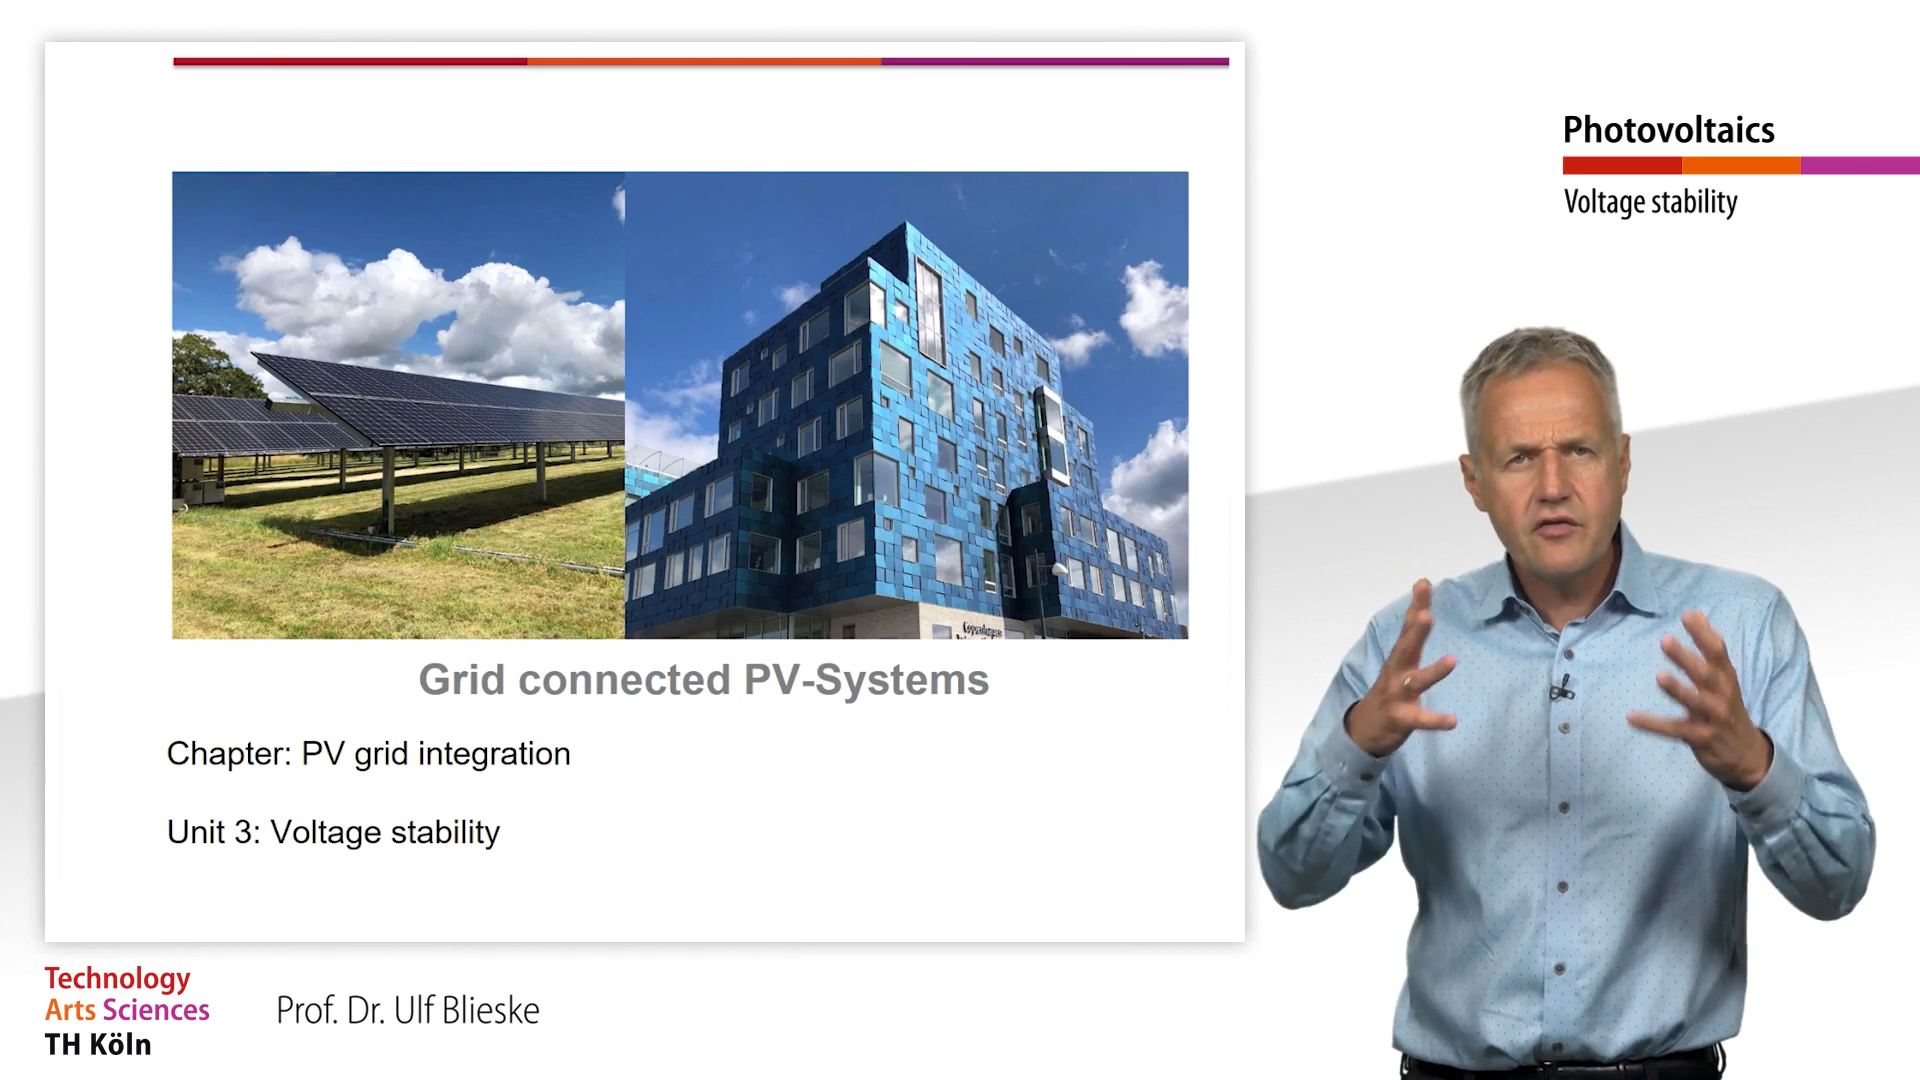 Photovoltaics
Voltage stability
Copenhagen
Grid connected PV-Systems
Chapter: PV grid integration
Unit 3: Voltage stability
Technology
Arts Sciences
TH Köln
Prof. Dr. Ulf Blieske